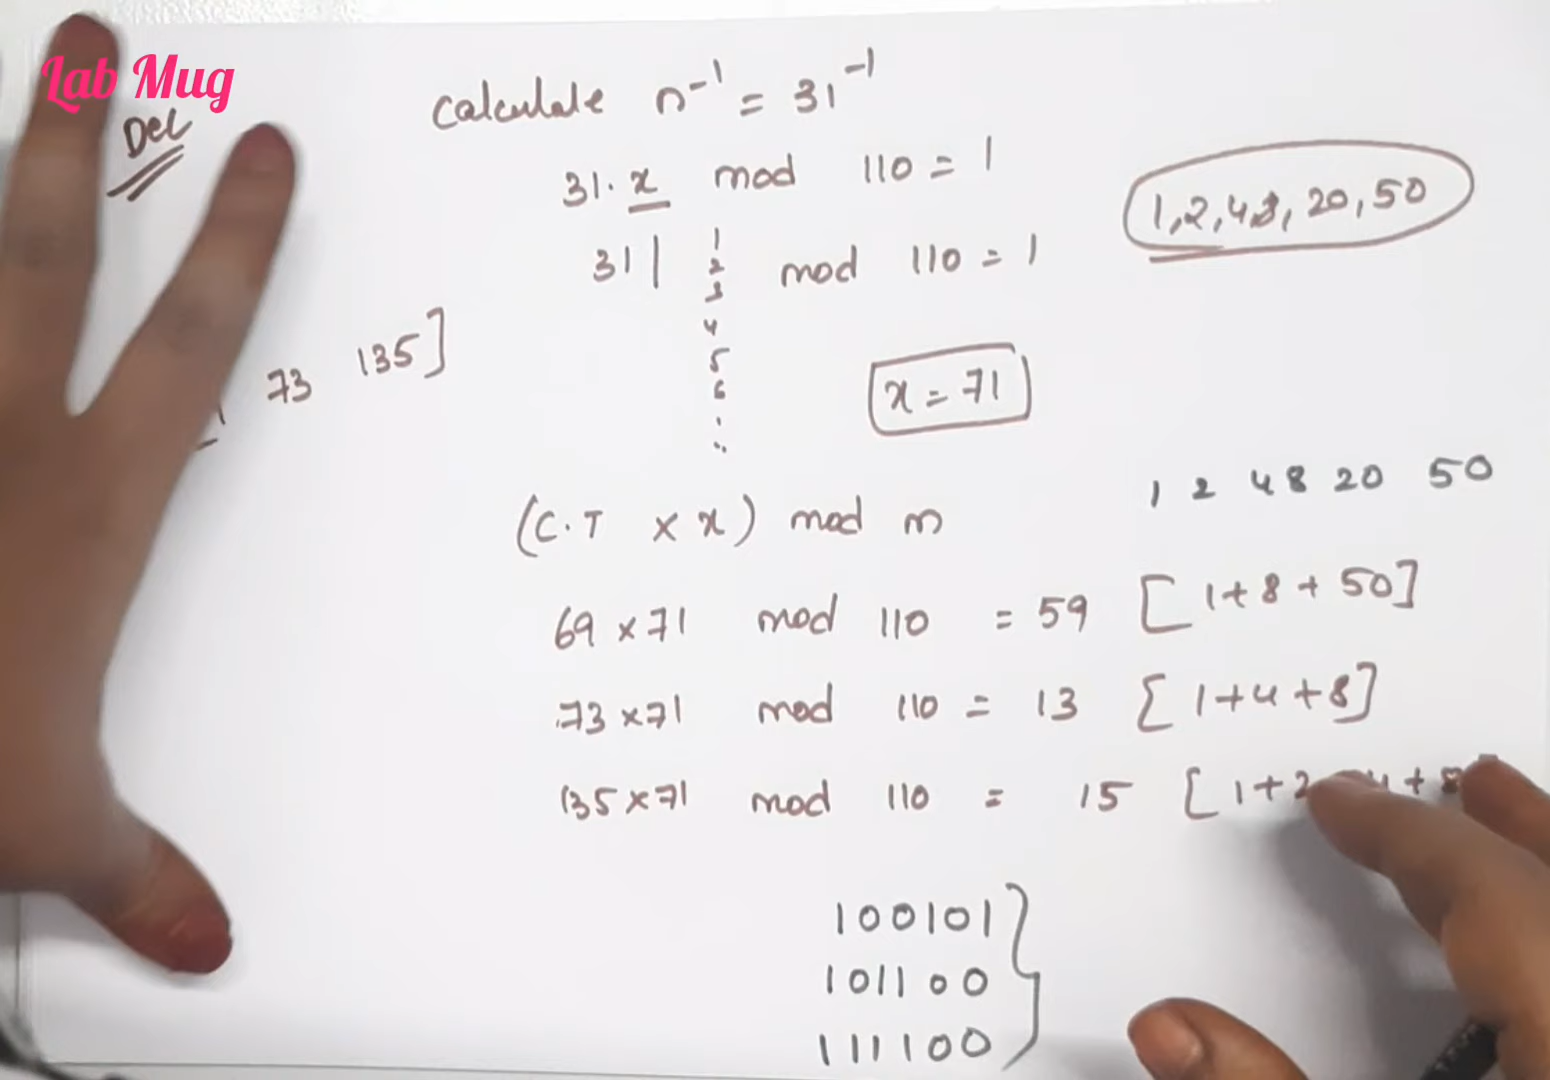 Lab Mug
Dec
calculate n⁻¹ = 31⁻¹
31. x mod 110 = 1
1,2,48,20,50
31 | 1 mod 110 = 1
2
3
4
5
6
.
..
73 135]
x = 71
1 2 4 8 20 50
(C.T × x) mod m
69 × 71 mod 110 = 59 [1+8+50]
73 × 71 mod 110 = 13 [1+4+8]
135 × 71 mod 110 = 15 [1+2 4+8
100101
101100
111100